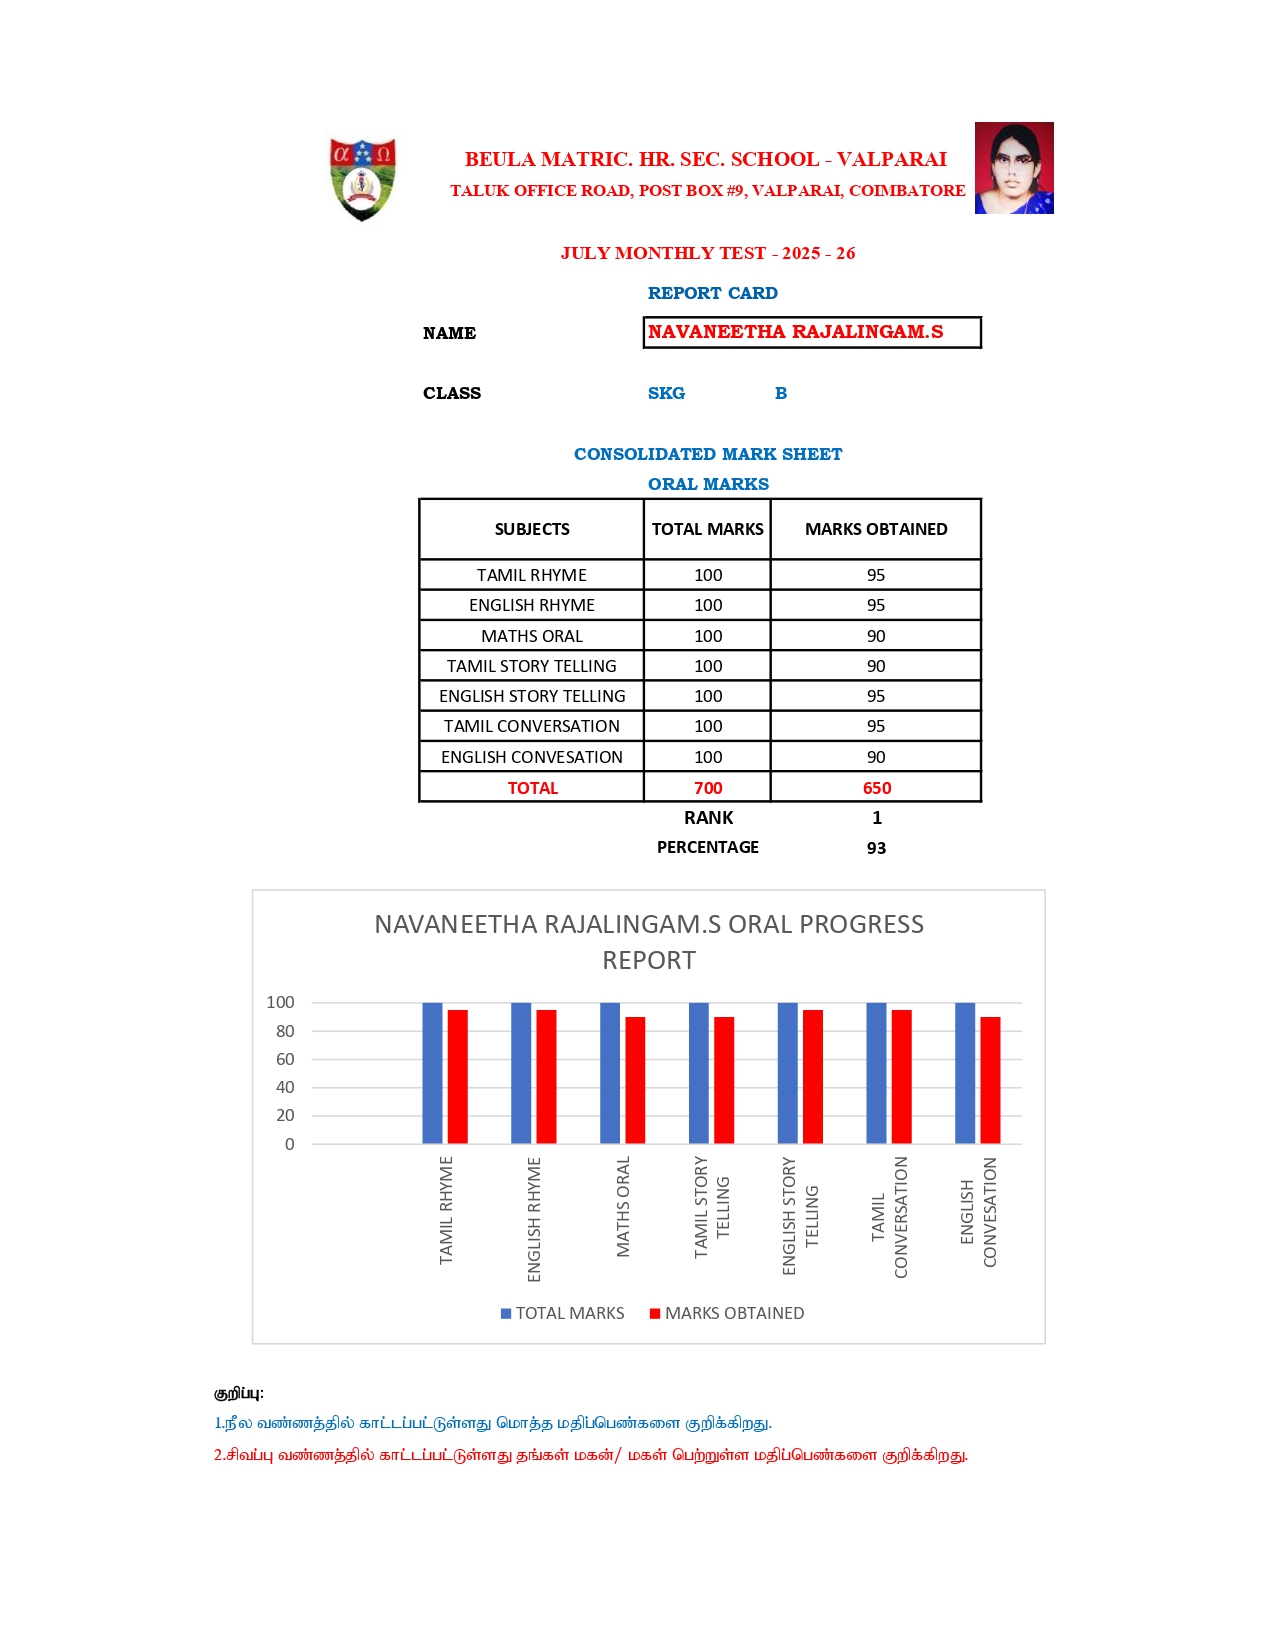 α Ω
BEULA MATRIC. HR. SEC. SCHOOL - VALPARAI
TALUK OFFICE ROAD, POST BOX #9, VALPARAI, COIMBATORE
JULY MONTHLY TEST - 2025 - 26
REPORT CARD
NAME NAVANEETHA RAJALINGAM.S
CLASS SKG B
CONSOLIDATED MARK SHEET
ORAL MARKS
SUBJECTS TOTAL MARKS MARKS OBTAINED
TAMIL RHYME 100 95
ENGLISH RHYME 100 95
MATHS ORAL 100 90
TAMIL STORY TELLING 100 90
ENGLISH STORY TELLING 100 95
TAMIL CONVERSATION 100 95
ENGLISH CONVESATION 100 90
TOTAL 700 650
RANK 1
PERCENTAGE 93
NAVANEETHA RAJALINGAM.S ORAL PROGRESS
REPORT
100
80
60
40
20
0
TAMIL RHYME
ENGLISH RHYME
MATHS ORAL
TAMIL STORY
TELLING
ENGLISH STORY
TELLING
TAMIL
CONVERSATION
ENGLISH
CONVESATION
TOTAL MARKS MARKS OBTAINED
குறிப்பு:
1.நீல வண்ணத்தில் காட்டப்பட்டுள்ளது மொத்த மதிப்பெண்களை குறிக்கிறது.
2.சிவப்பு வண்ணத்தில் காட்டப்பட்டுள்ளது தங்கள் மகன்/ மகள் பெற்றுள்ள மதிப்பெண்களை குறிக்கிறது.